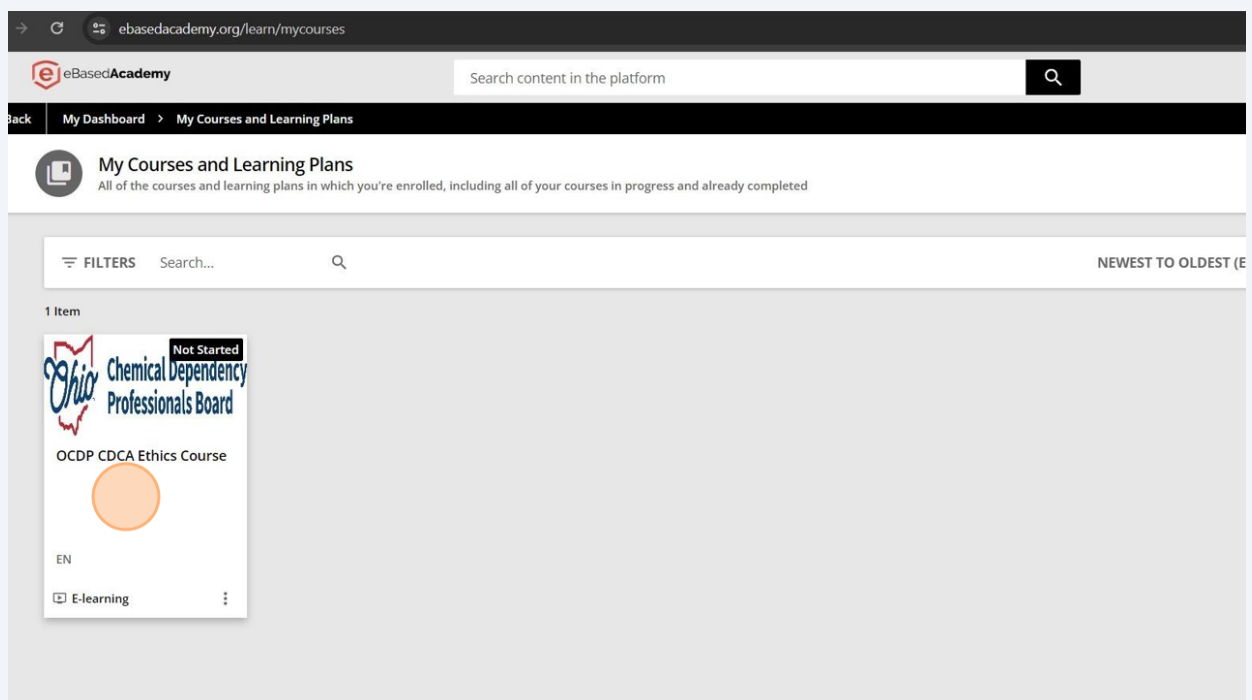 ebasedacademy.org/learn/mycourses
eBasedAcademy
Search content in the platform
Back My Dashboard > My Courses and Learning Plans
My Courses and Learning Plans
All of the courses and learning plans in which you're enrolled, including all of your courses in progress and already completed
FILTERS Search... NEWEST TO OLDEST (E
1 Item
Not Started
Ohio Chemical Dependency
Professionals Board
OCDP CDCA Ethics Course
EN
E-learning